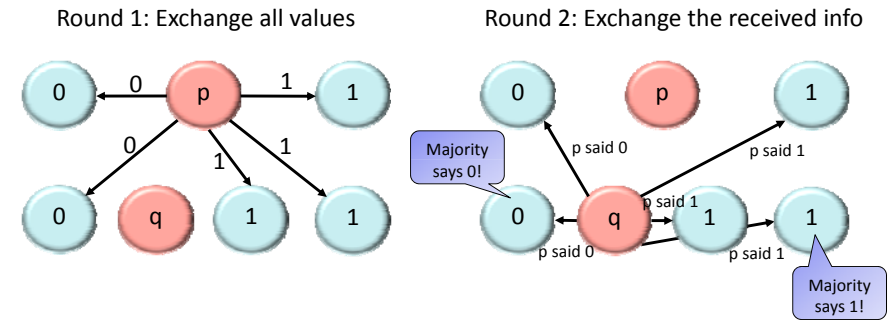 Round 1: Exchange all values
0
0
p
1
1
0
1
1
0
q
1
1
Round 2: Exchange the received info
0
p
1
Majority
says 0!
p said 0
p said 1
0
q
p said 1
1
1
p said 0
p said 1
Majority
says 1!